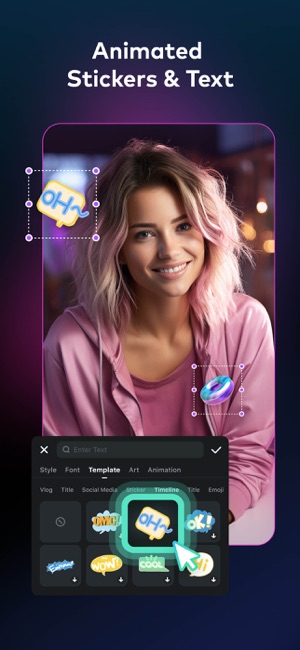 Animated
Stickers & Text
OH~
Enter Text
Style Font Template Art Animation
Vlog Title Social Media Sticker Timeline Title Emoji
OMG! OH~ OK!
WOW! COOL Hi